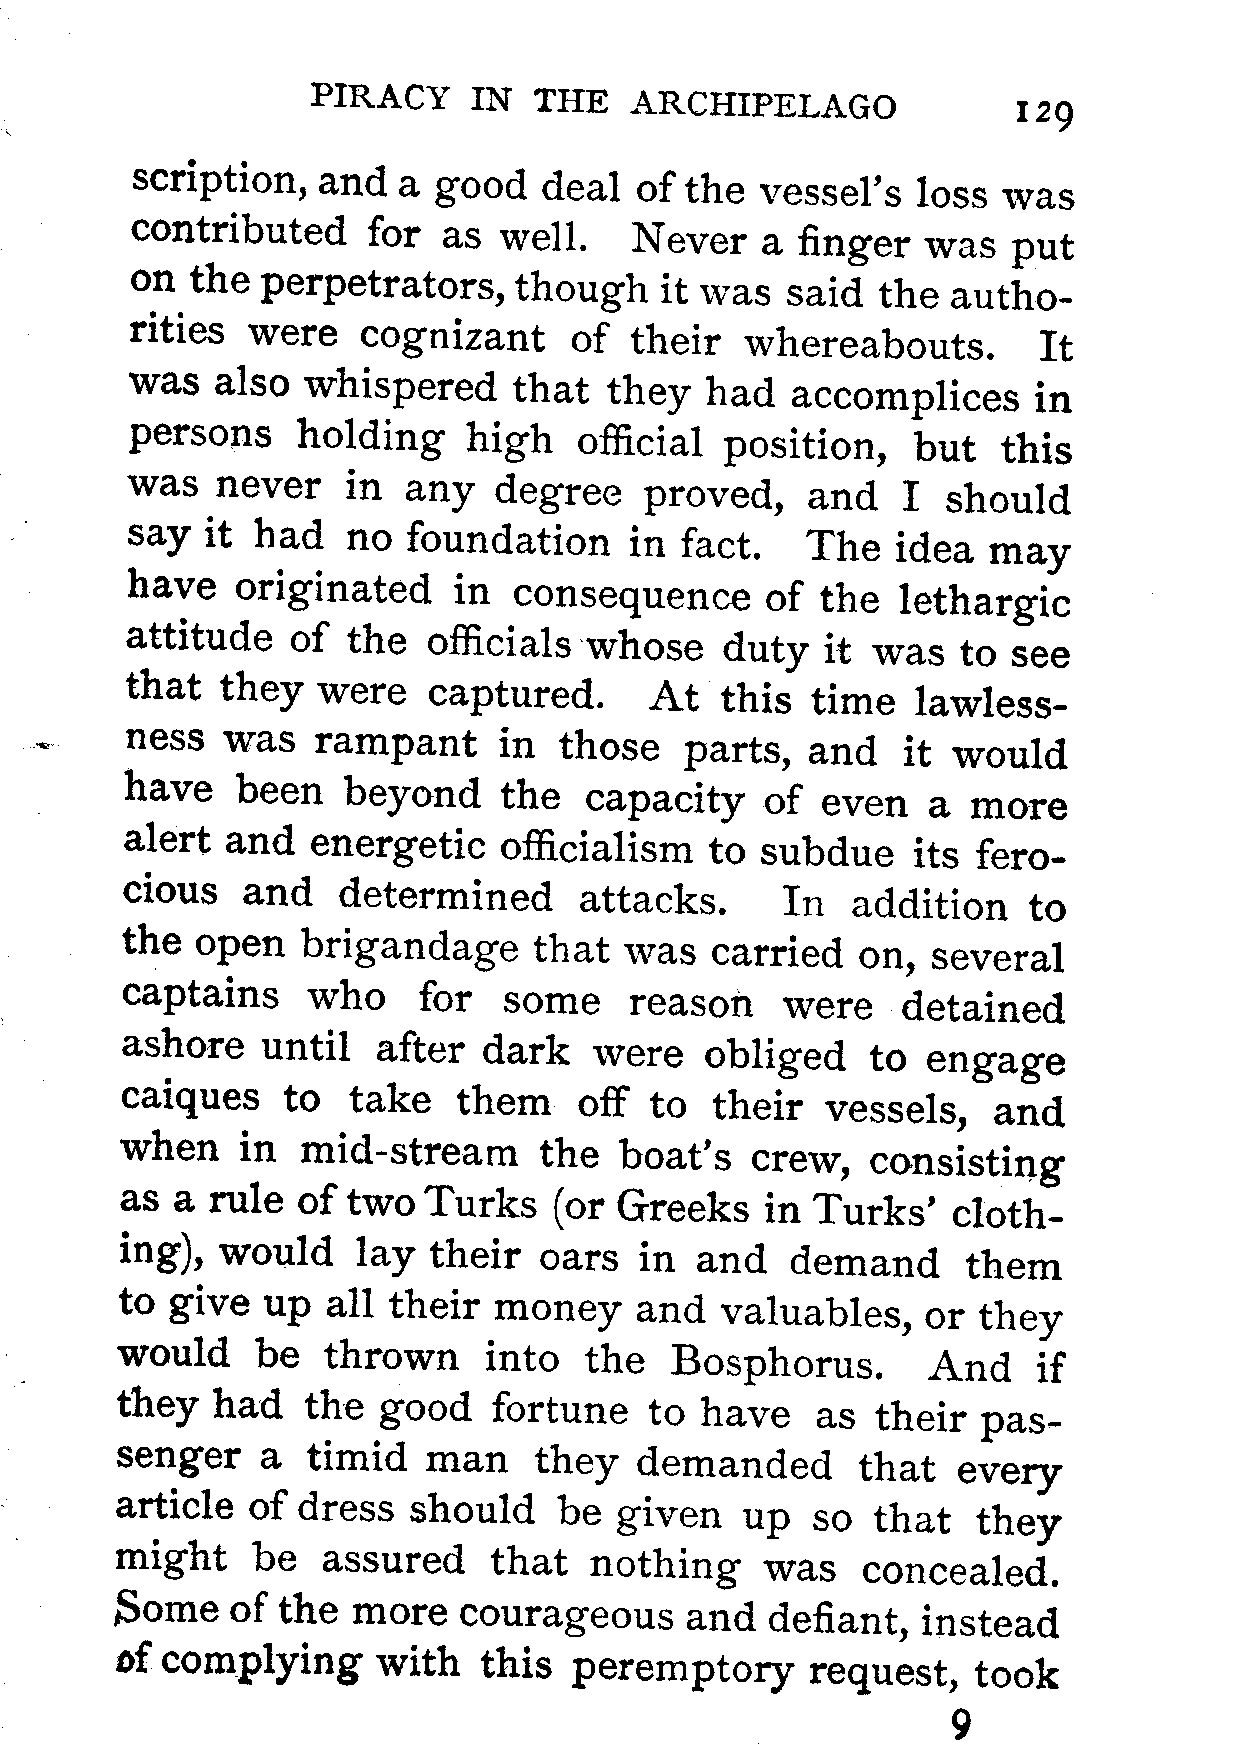 PIRACY IN THE ARCHIPELAGO 129
scription, and a good deal of the vessel's loss was
contributed for as well. Never a finger was put
on the perpetrators, though it was said the autho-
rities were cognizant of their whereabouts. It
was also whispered that they had accomplices in
persons holding high official position, but this
was never in any degree proved, and I should
say it had no foundation in fact. The idea may
have originated in consequence of the lethargic
attitude of the officials whose duty it was to see
that they were captured. At this time lawless-
ness was rampant in those parts, and it would
have been beyond the capacity of even a more
alert and energetic officialism to subdue its fero-
cious and determined attacks. In addition to
the open brigandage that was carried on, several
captains who for some reason were detained
ashore until after dark were obliged to engage
caiques to take them off to their vessels, and
when in mid-stream the boat's crew, consisting
as a rule of two Turks (or Greeks in Turks' cloth-
ing), would lay their oars in and demand them
to give up all their money and valuables, or they
would be thrown into the Bosphorus. And if
they had the good fortune to have as their pas-
senger a timid man they demanded that every
article of dress should be given up so that they
might be assured that nothing was concealed.
Some of the more courageous and defiant, instead
of complying with this peremptory request, took
9